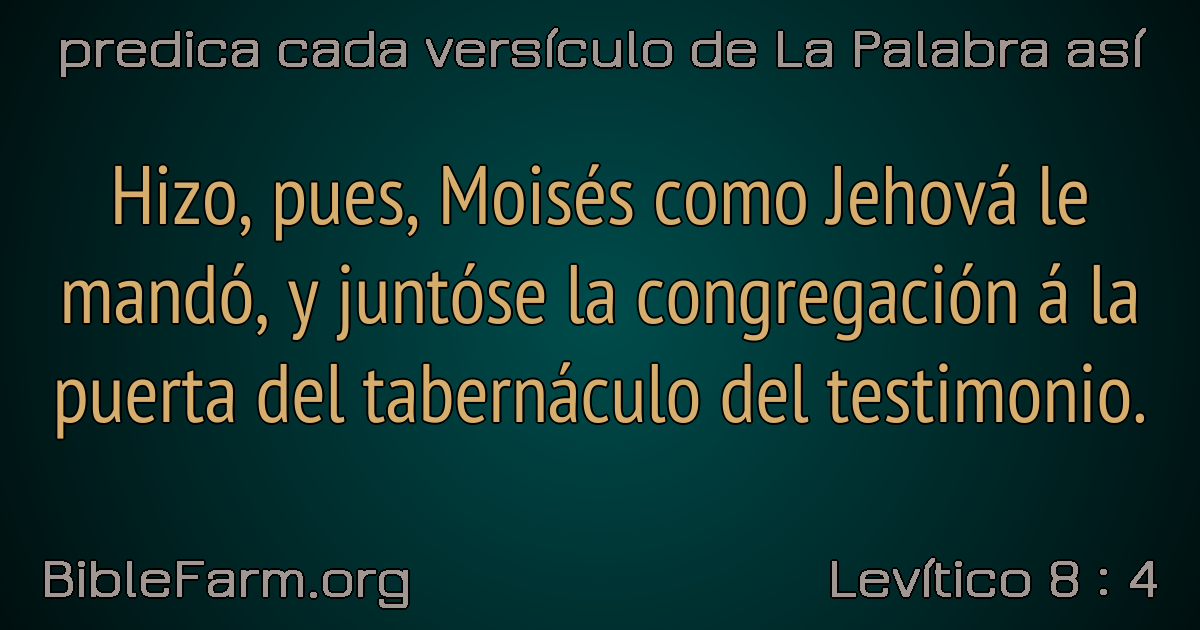 predica cada versículo de La Palabra así
Hizo, pues, Moisés como Jehová le
mandó, y juntóse la congregación á la
puerta del tabernáculo del testimonio.
BibleFarm.org
Levítico 8 : 4